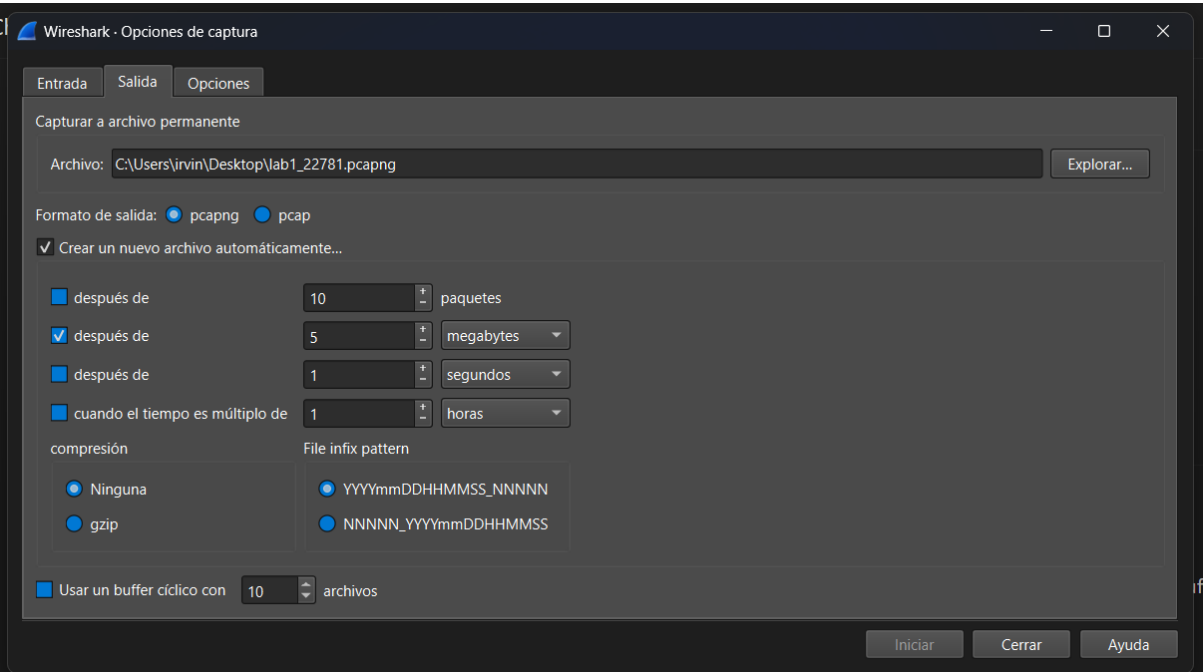 Wireshark · Opciones de captura
Entrada Salida Opciones
Capturar a archivo permanente
Archivo: C:\Users\irvin\Desktop\lab1_22781.pcapng Explorar...
Formato de salida: pcapng pcap
Crear un nuevo archivo automáticamente...
después de 10 paquetes
después de 5 megabytes
después de 1 segundos
cuando el tiempo es múltiplo de 1 horas
compresión File infix pattern
Ninguna YYYYmmDDHHMMSS_NNNNN
gzip NNNNN_YYYYmmDDHHMMSS
Usar un buffer cíclico con 10 archivos
Iniciar Cerrar Ayuda